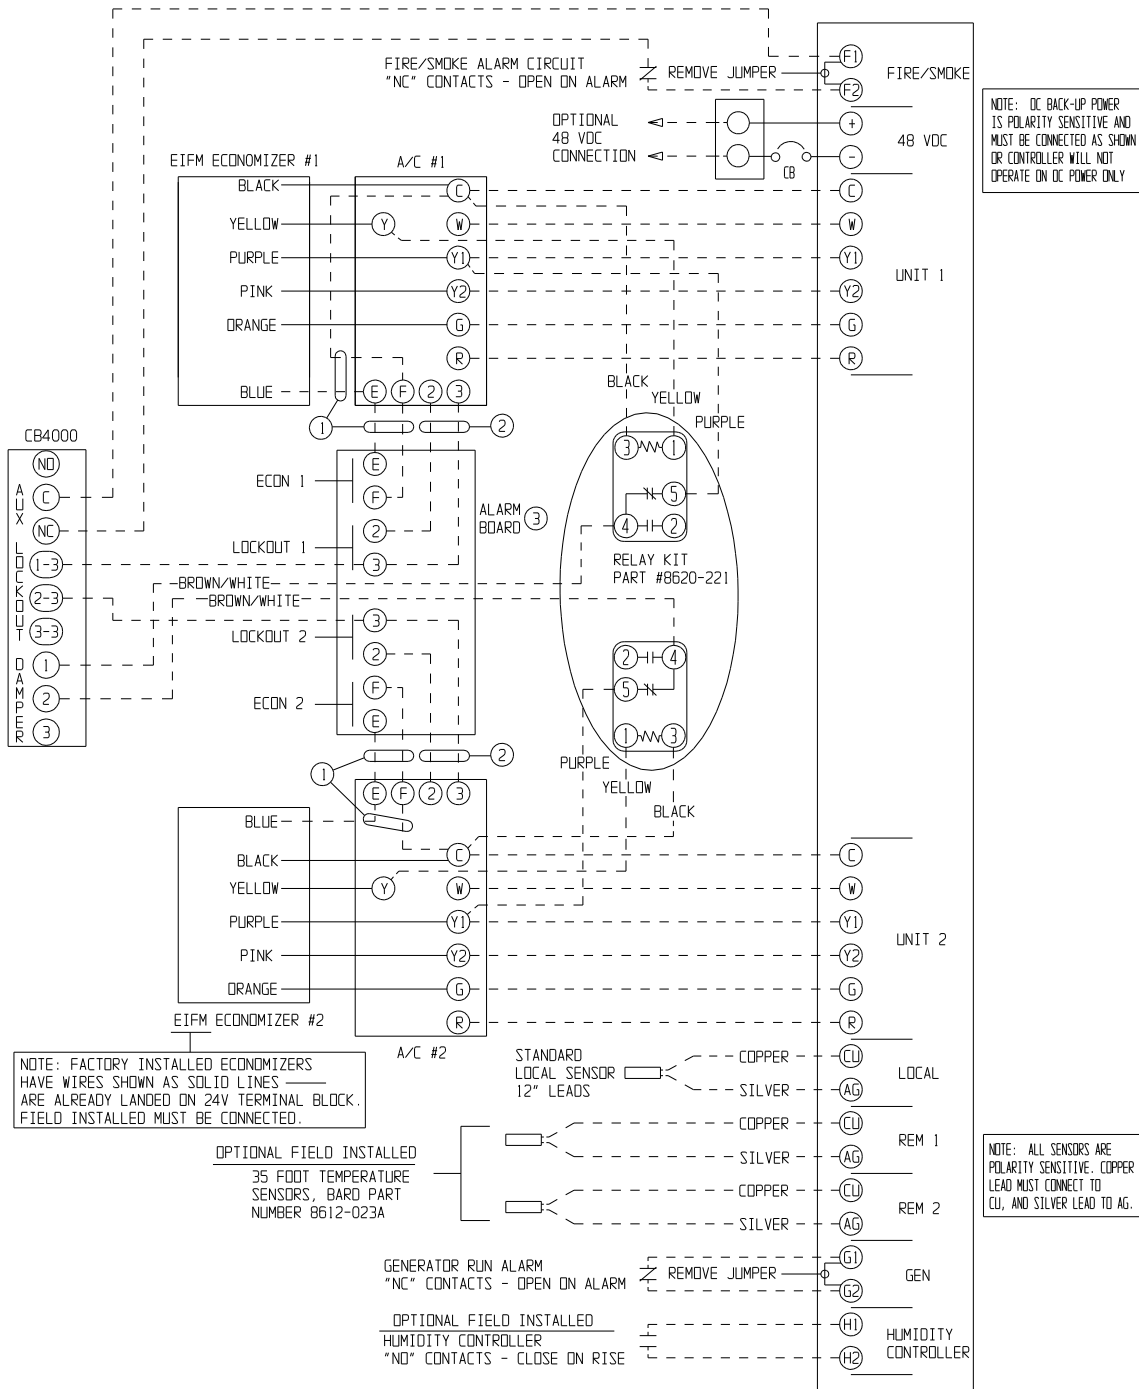 FIRE/SMOKE ALARM CIRCUIT
"NC" CONTACTS - OPEN ON ALARM
REMOVE JUMPER
F1
F2
FIRE/SMOKE
OPTIONAL
48 VDC
CONNECTION
CB
+
-
48 VDC
NOTE: DC BACK-UP POWER
IS POLARITY SENSITIVE AND
MUST BE CONNECTED AS SHOWN
OR CONTROLLER WILL NOT
OPERATE ON DC POWER ONLY
EIFM ECONOMIZER #1
A/C #1
BLACK
YELLOW
PURPLE
PINK
ORANGE
BLUE
C
Y
W
Y1
Y2
G
R
E
F
2
3
C
W
Y1
Y2
G
R
UNIT 1
1
2
BLACK
YELLOW
PURPLE
CB4000
NO
C
NC
1-3
2-3
3-3
1
2
3
AUX
LOCKOUT
DAMPER
ECON 1
E
F
LOCKOUT 1
2
3
ALARM
BOARD
3
LOCKOUT 2
3
2
ECON 2
F
E
BROWN/WHITE
BROWN/WHITE
3
1
5
4
2
RELAY KIT
PART #8620-221
2
4
5
1
3
PURPLE
YELLOW
BLACK
1
2
E
F
2
3
BLUE
BLACK
YELLOW
PURPLE
PINK
ORANGE
C
Y
W
Y1
Y2
G
R
EIFM ECONOMIZER #2
A/C #2
C
W
Y1
Y2
G
R
UNIT 2
NOTE: FACTORY INSTALLED ECONOMIZERS
HAVE WIRES SHOWN AS SOLID LINES
ARE ALREADY LANDED ON 24V TERMINAL BLOCK.
FIELD INSTALLED MUST BE CONNECTED.
STANDARD
LOCAL SENSOR
12" LEADS
COPPER
SILVER
CU
AG
LOCAL
OPTIONAL FIELD INSTALLED
35 FOOT TEMPERATURE
SENSORS, BARD PART
NUMBER 8612-023A
COPPER
SILVER
CU
AG
REM 1
COPPER
SILVER
CU
AG
REM 2
NOTE: ALL SENSORS ARE
POLARITY SENSITIVE. COPPER
LEAD MUST CONNECT TO
CU, AND SILVER LEAD TO AG.
GENERATOR RUN ALARM
"NC" CONTACTS - OPEN ON ALARM
REMOVE JUMPER
G1
G2
GEN
OPTIONAL FIELD INSTALLED
HUMIDITY CONTROLLER
"NO" CONTACTS - CLOSE ON RISE
H1
H2
HUMIDITY
CONTROLLER